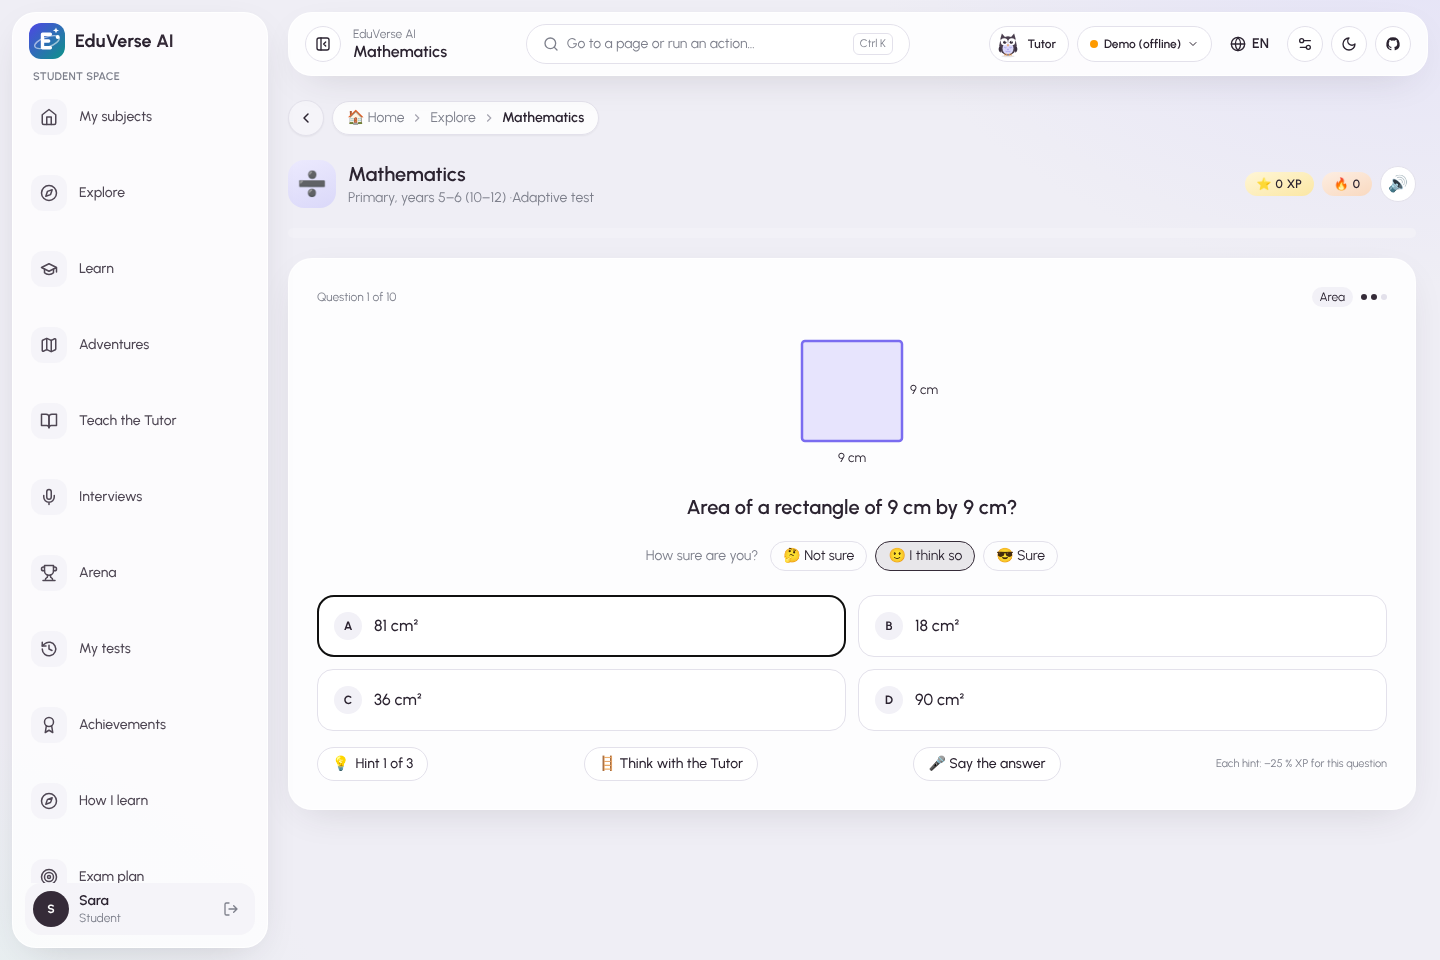 EduVerse AI
STUDENT SPACE
My subjects
Explore
Learn
Adventures
Teach the Tutor
Interviews
Arena
My tests
Achievements
How I learn
Exam plan
S
Sara
Student
EduVerse AI
Mathematics
Go to a page or run an action...
Ctrl K
Tutor
Demo (offline)
EN
Home
Explore
Mathematics
Mathematics
Primary, years 5–6 (10–12) ·Adaptive test
0 XP
0
Question 1 of 10
Area
9 cm
9 cm
Area of a rectangle of 9 cm by 9 cm?
How sure are you?
Not sure
I think so
Sure
A 81 cm²
B 18 cm²
C 36 cm²
D 90 cm²
Hint 1 of 3
Think with the Tutor
Say the answer
Each hint: −25 % XP for this question